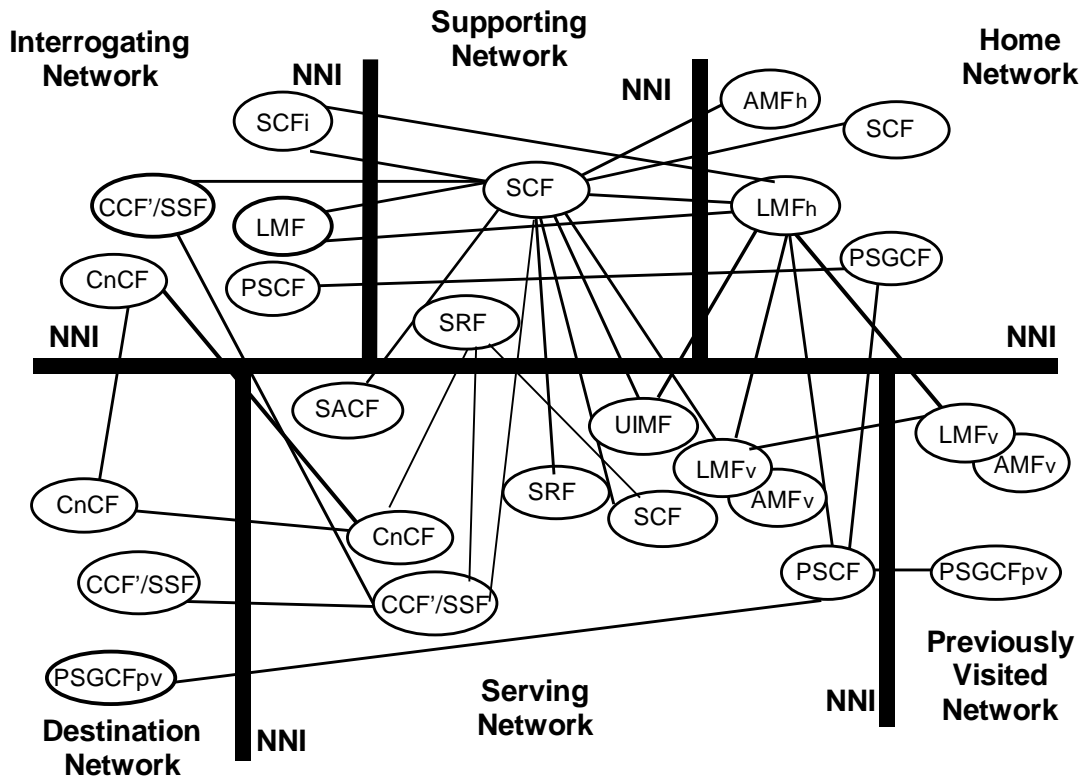 Interrogating
Network
Supporting
Network
Home
Network
NNI
NNI
SCFi
AMFh
SCF
CCF'/SSF
LMF
SCF
LMFh
CnCF
PSCF
PSGCF
NNI
SRF
NNI
SACF
UIMF
LMFv
AMFv
LMFv
AMFv
CnCF
SRF
SCF
CnCF
CCF'/SSF
CCF'/SSF
PSCF
PSGCFpv
PSGCFpv
Destination
Network
NNI
Serving
Network
NNI
Previously
Visited
Network